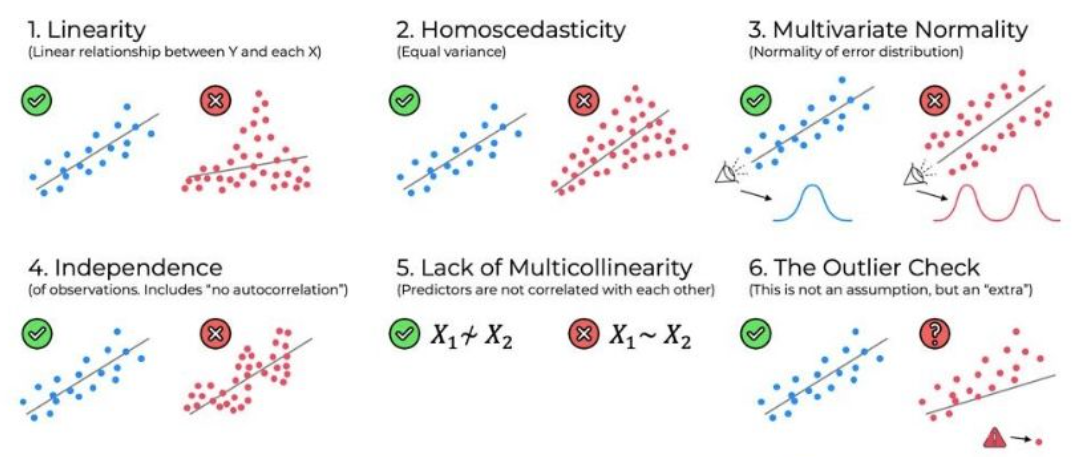 1. Linearity
(Linear relationship between Y and each X)
2. Homoscedasticity
(Equal variance)
3. Multivariate Normality
(Normality of error distribution)
4. Independence
(of observations. Includes "no autocorrelation")
5. Lack of Multicollinearity
(Predictors are not correlated with each other)
X₁ ≁ X₂
X₁ ~ X₂
6. The Outlier Check
(This is not an assumption, but an "extra")
?